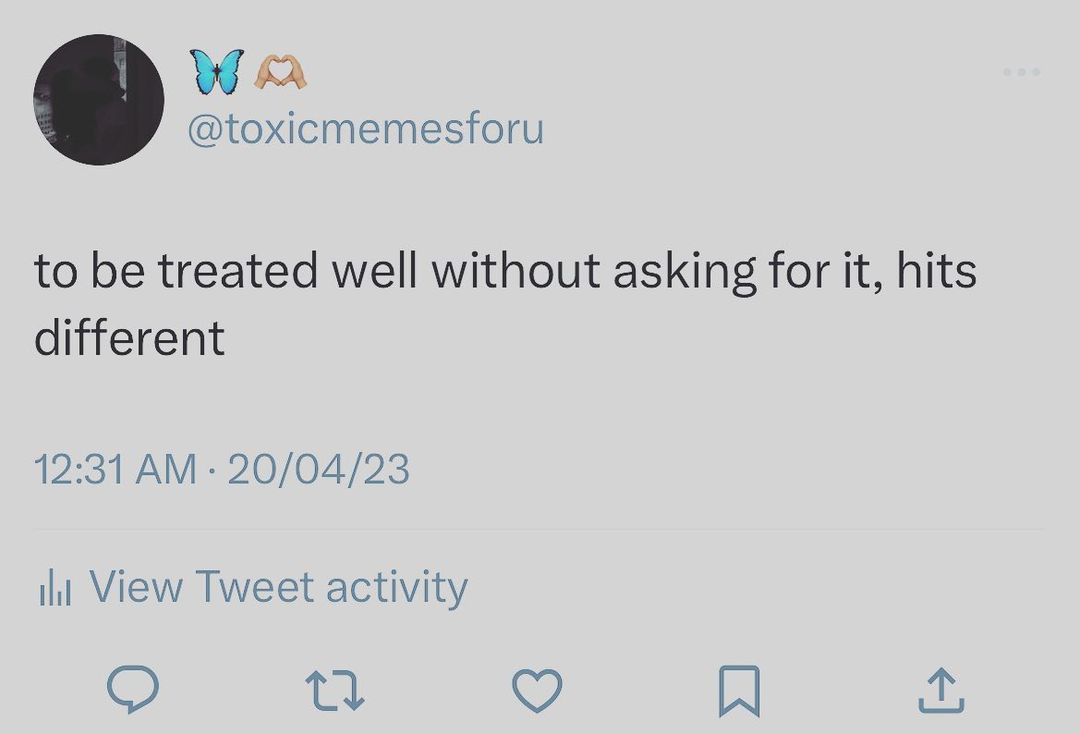 🦋🫶🏼
@toxicmemesforu
to be treated well without asking for it, hits
different
12:31 AM · 20/04/23
View Tweet activity